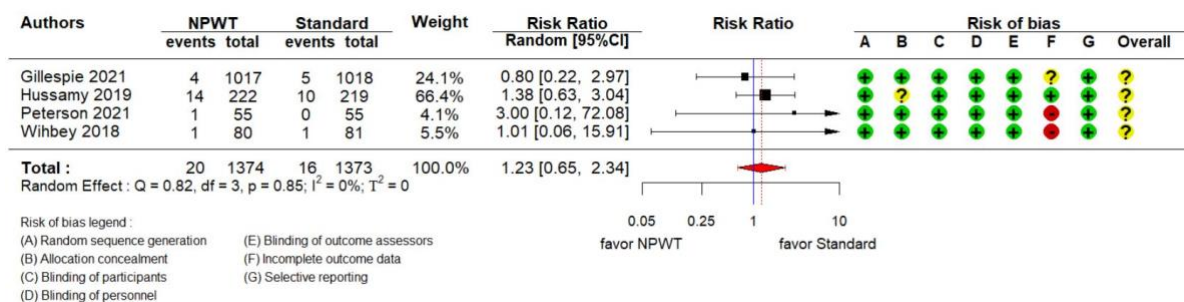 Authors NPWT Standard Weight Risk Ratio Risk Ratio Risk of bias
events total events total Random [95%CI] A B C D E F G Overall
Gillespie 2021 4 1017 5 1018 24.1% 0.80 [0.22, 2.97] + + + + + ? + ?
Hussamy 2019 14 222 10 219 66.4% 1.38 [0.63, 3.04] + ? + + + + + ?
Peterson 2021 1 55 0 55 4.1% 3.00 [0.12, 72.08] + + + + + - + ?
Wihbey 2018 1 80 1 81 5.5% 1.01 [0.06, 15.91] + + + + + - + ?
Total : 20 1374 16 1373 100.0% 1.23 [0.65, 2.34]
Random Effect : Q = 0.82, df = 3, p = 0.85; I² = 0%; T² = 0
0.05 0.25 1 10
favor NPWT favor Standard
Risk of bias legend :
(A) Random sequence generation
(B) Allocation concealment
(C) Blinding of participants
(D) Blinding of personnel
(E) Blinding of outcome assessors
(F) Incomplete outcome data
(G) Selective reporting